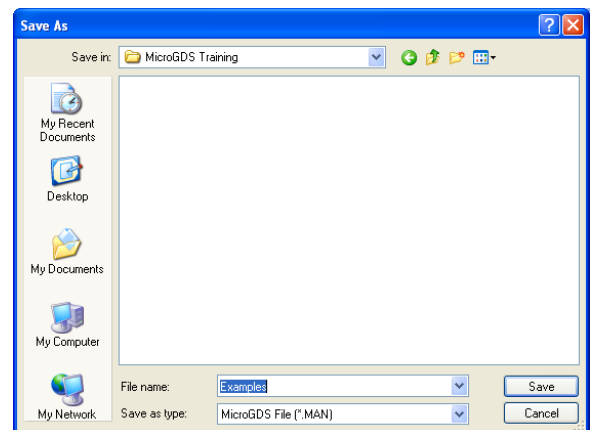 Save As
Save in: MicroGDS Training
My Recent
Documents
Desktop
My Documents
My Computer
My Network
File name: Examples Save
Save as type: MicroGDS File (*.MAN) Cancel